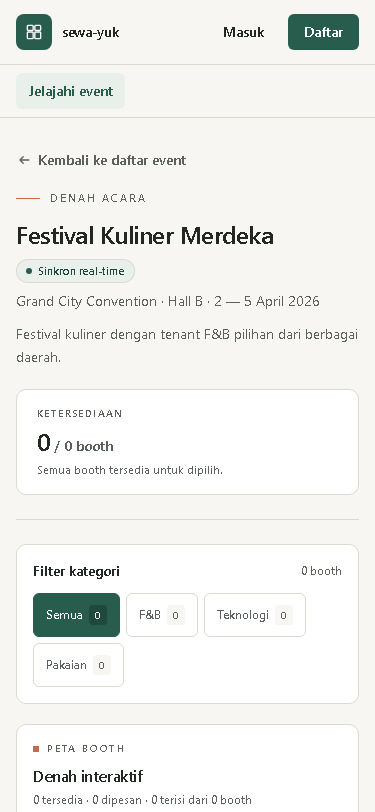 sewa-yuk
Masuk
Daftar
Jelajahi event
← Kembali ke daftar event
DENAH ACARA
Festival Kuliner Merdeka
Sinkron real-time
Grand City Convention · Hall B · 2 — 5 April 2026
Festival kuliner dengan tenant F&B pilihan dari berbagai
daerah.
KETERSEDIAAN
0 / 0 booth
Semua booth tersedia untuk dipilih.
Filter kategori
0 booth
Semua 0
F&B 0
Teknologi 0
Pakaian 0
PETA BOOTH
Denah interaktif
0 tersedia · 0 dipesan · 0 terisi dari 0 booth